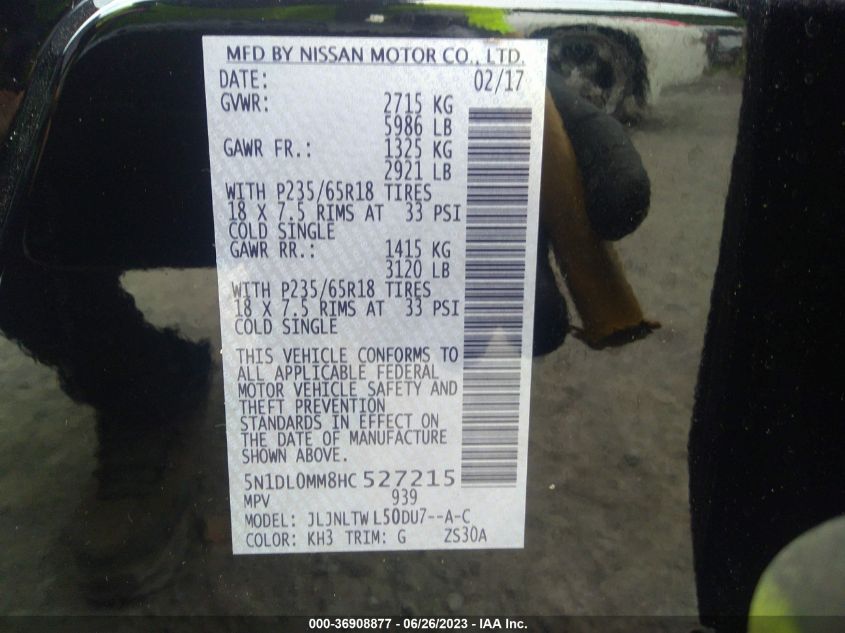 MFD BY NISSAN MOTOR CO., LTD.
DATE: 02/17
GVWR: 2715 KG
5986 LB
GAWR FR.: 1325 KG
2921 LB
WITH P235/65R18 TIRES
18 X 7.5 RIMS AT 33 PSI
COLD SINGLE
GAWR RR.: 1415 KG
3120 LB
WITH P235/65R18 TIRES
18 X 7.5 RIMS AT 33 PSI
COLD SINGLE
THIS VEHICLE CONFORMS TO
ALL APPLICABLE FEDERAL
MOTOR VEHICLE SAFETY AND
THEFT PREVENTION
STANDARDS IN EFFECT ON
THE DATE OF MANUFACTURE
SHOWN ABOVE.
5N1DL0MM8HC527215
MPV 939
MODEL: JLJNLTWL50DU7--A-C
COLOR: KH3 TRIM: G ZS30A
000-36908877 - 06/26/2023 - IAA Inc.